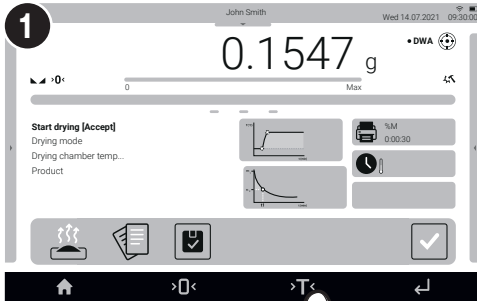 1
John Smith
Wed 14.07.2021 09:30:00
0.1547 g
• DWA
>0<
0 Max
Start drying [Accept]
Drying mode
Drying chamber temp...
Product
%M
0:00:30
>0<
>T<